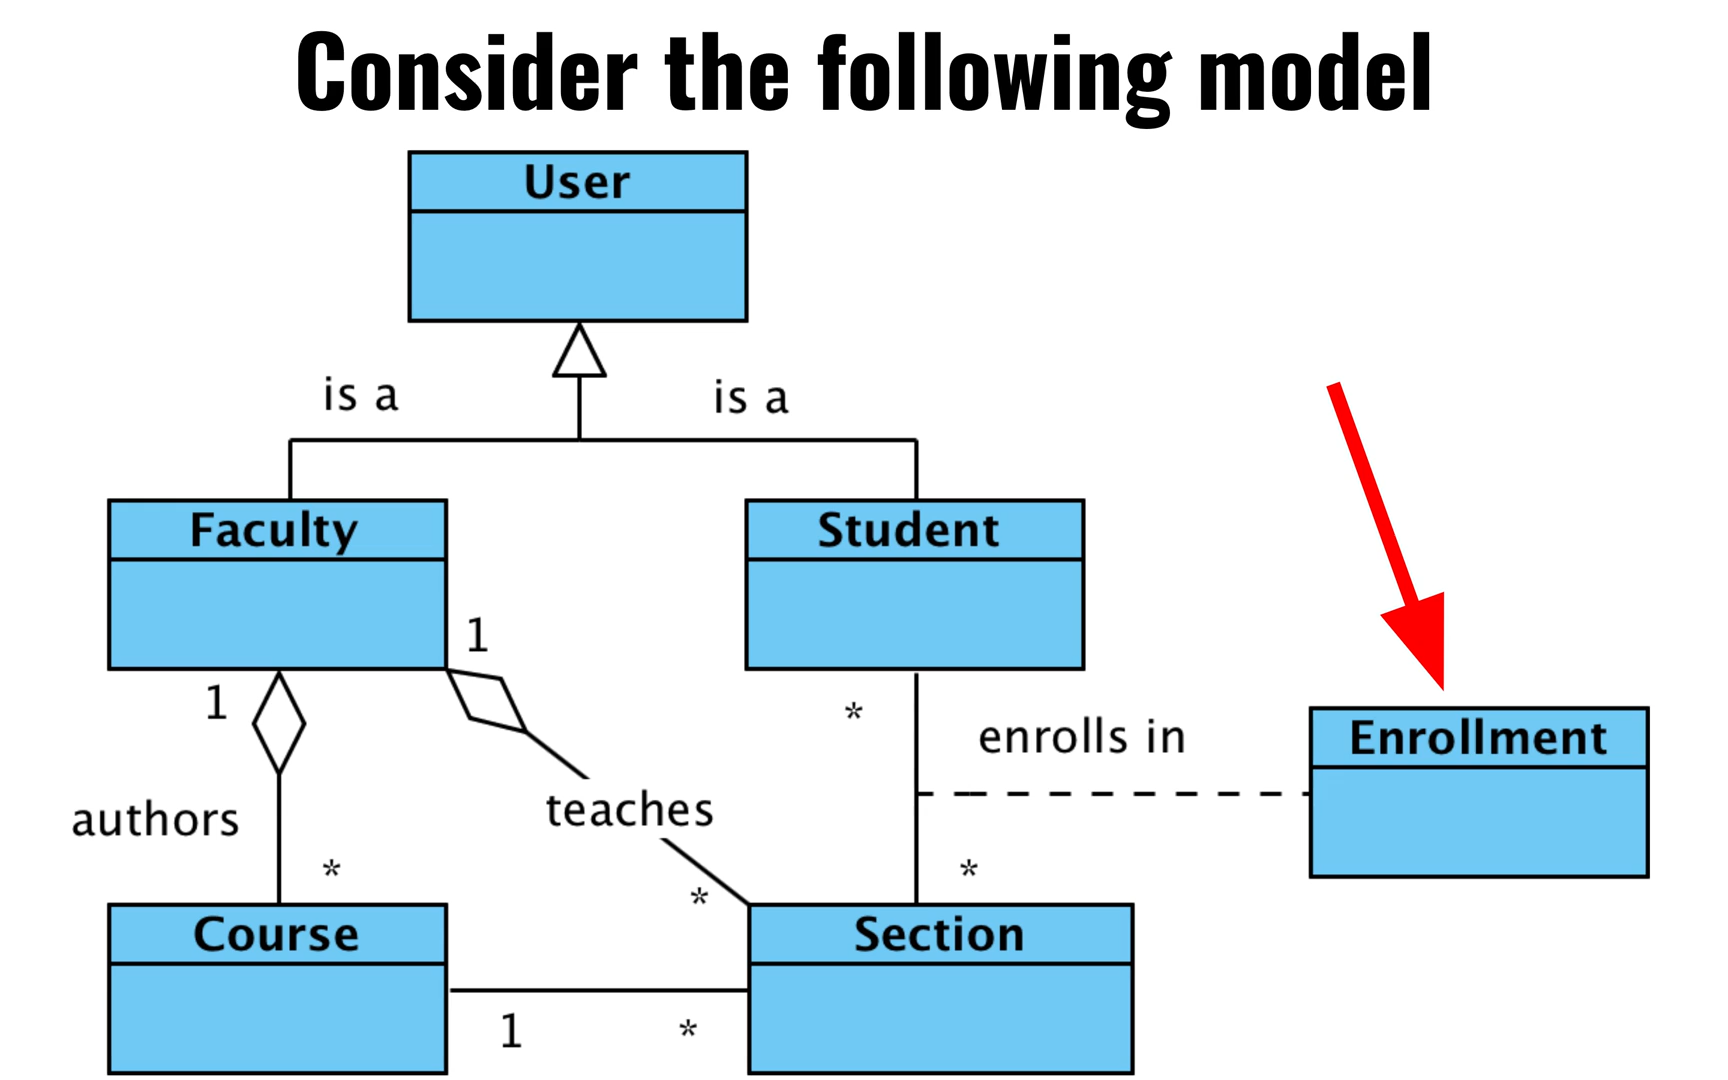 Consider the following model
User
is a
is a
Faculty
Student
1
1
*
enrolls in
Enrollment
authors
teaches
*
*
*
Course
Section
1
*